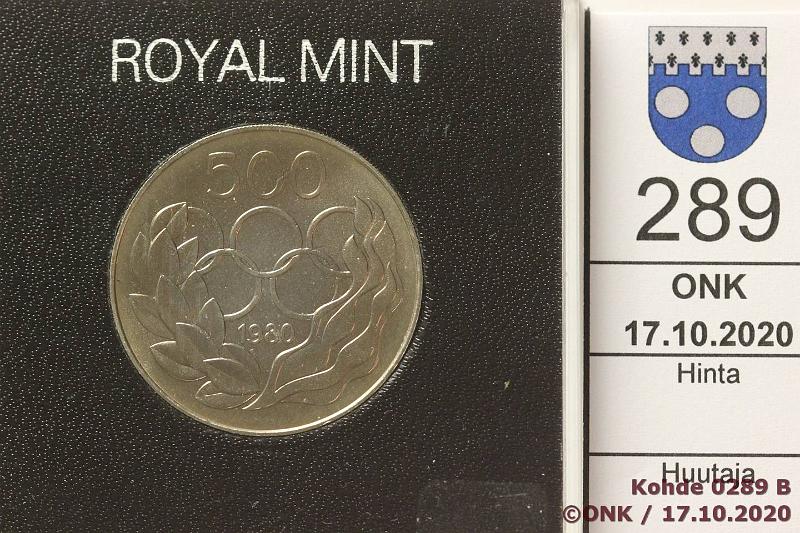 ROYAL MINT
500
1980
289
ONK
17.10.2020
Hinta
Huutaja
Kohde 0289 B
©ONK / 17.10.2020